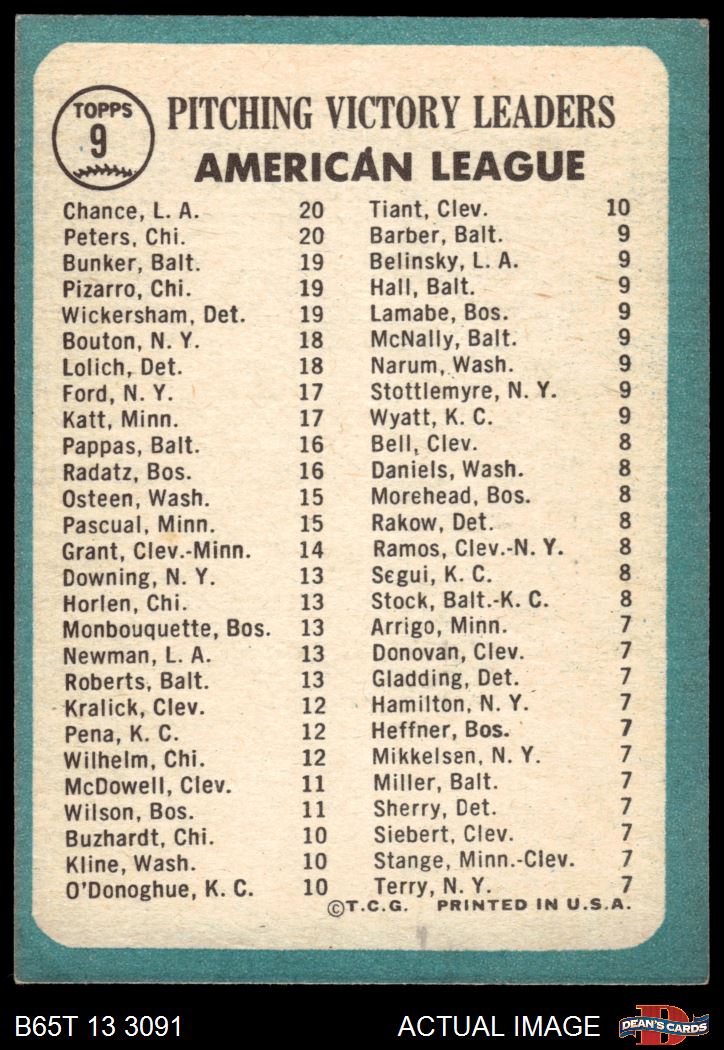 TOPPS
9
PITCHING VICTORY LEADERS
AMERICAN LEAGUE
Chance, L. A. 20
Peters, Chi. 20
Bunker, Balt. 19
Pizarro, Chi. 19
Wickersham, Det. 19
Bouton, N. Y. 18
Lolich, Det. 18
Ford, N. Y. 17
Katt, Minn. 17
Pappas, Balt. 16
Radatz, Bos. 16
Osteen, Wash. 15
Pascual, Minn. 15
Grant, Clev.-Minn. 14
Downing, N. Y. 13
Horlen, Chi. 13
Monbouquette, Bos. 13
Newman, L. A. 13
Roberts, Balt. 13
Kralick, Clev. 12
Pena, K. C. 12
Wilhelm, Chi. 12
McDowell, Clev. 11
Wilson, Bos. 11
Buzhardt, Chi. 10
Kline, Wash. 10
O'Donoghue, K. C. 10
Tiant, Clev. 10
Barber, Balt. 9
Belinsky, L. A. 9
Hall, Balt. 9
Lamabe, Bos. 9
McNally, Balt. 9
Narum, Wash. 9
Stottlemyre, N. Y. 9
Wyatt, K. C. 9
Bell, Clev. 8
Daniels, Wash. 8
Morehead, Bos. 8
Rakow, Det. 8
Ramos, Clev.-N. Y. 8
Segui, K. C. 8
Stock, Balt.-K. C. 8
Arrigo, Minn. 7
Donovan, Clev. 7
Gladding, Det. 7
Hamilton, N. Y. 7
Heffner, Bos. 7
Mikkelsen, N. Y. 7
Miller, Balt. 7
Sherry, Det. 7
Siebert, Clev. 7
Stange, Minn.-Clev. 7
Terry, N. Y. 7
©T.C.G. PRINTED IN U.S.A.
B65T 13 3091 ACTUAL IMAGE
D
DEAN'S CARDS